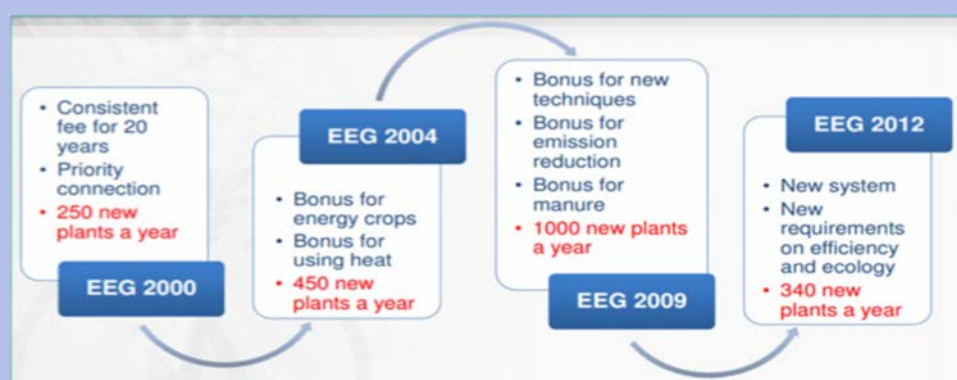 • Consistent
fee for 20
years
• Priority
connection
• 250 new
plants a year
EEG 2000
EEG 2004
• Bonus for
energy crops
• Bonus for
using heat
• 450 new
plants a year
• Bonus for new
techniques
• Bonus for
emission
reduction
• Bonus for
manure
• 1000 new plants
a year
EEG 2009
EEG 2012
• New system
• New
requirements
on efficiency
and ecology
• 340 new
plants a year